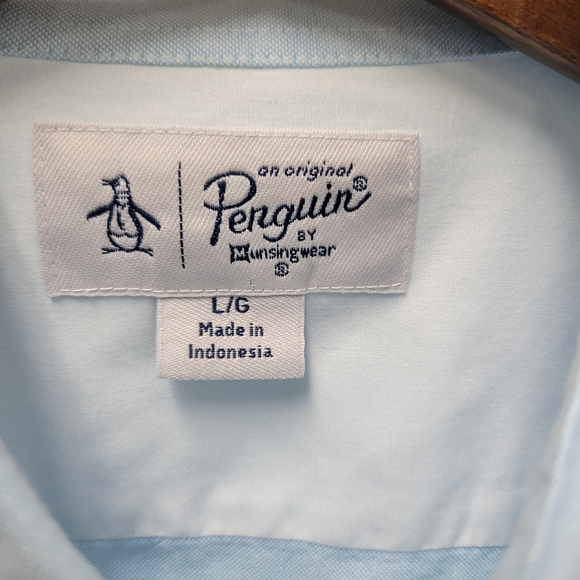 an original
Penguin®
BY
Munsingwear
®
L/G
Made in
Indonesia